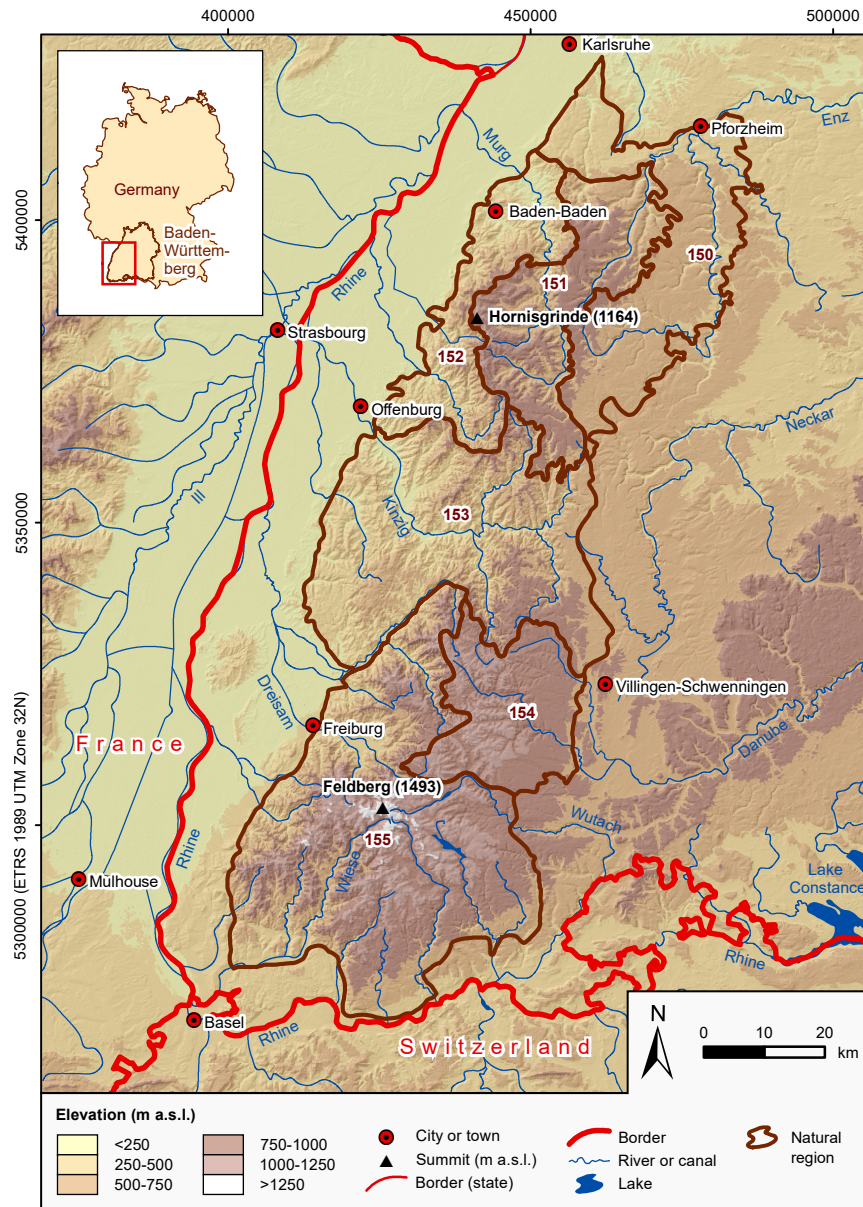 400000
450000
500000
Karlsruhe
Pforzheim
Enz
Murg
Germany
Baden-
Württem-
berg
5400000
Baden-Baden
150
151
Rhine
Hornisgrinde (1164)
Strasbourg
152
Offenburg
Neckar
Ill
Kinzig
153
5350000
Villingen-Schwenningen
Dreisam
154
Freiburg
France
Danube
Feldberg (1493)
Wutach
155
Wiese
Rhine
Mulhouse
Lake
Constance
5300000 (ETRS 1989 UTM Zone 32N)
Rhine
Basel
Rhine
Switzerland
N
0 10 20
km
Elevation (m a.s.l.)
<250
250-500
500-750
750-1000
1000-1250
>1250
City or town
Summit (m a.s.l.)
Border (state)
Border
River or canal
Lake
Natural
region